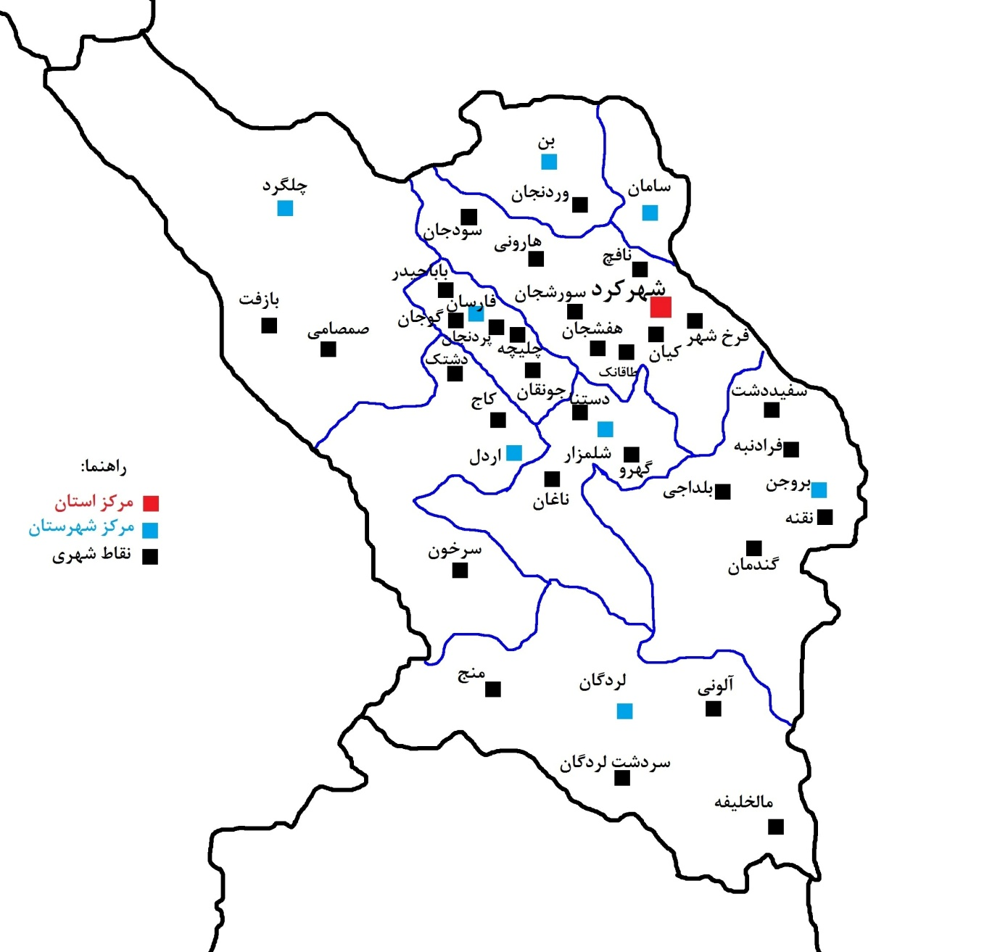 بن
چلگرد
وردنجان
سامان
سودجان
هارونی
نافچ
باباحیدر
شهرکرد
سورشجان
فارسان
بازفت
گوجان
صمصامی
هفشجان
فرخ شهر
پردنجان
چلیچه
کیان
دشتک
طاقانک
جونقان
سفیددشت
کاج
دستنا
فرادنبه
اردل
شلمزار
گهرو
راهنما:
بلداجی
بروجن
ناغان
مرکز استان
نقنه
مرکز شهرستان
سرخون
نقاط شهری
گندمان
منج
لردگان
آلونی
سردشت لردگان
مالخلیفه